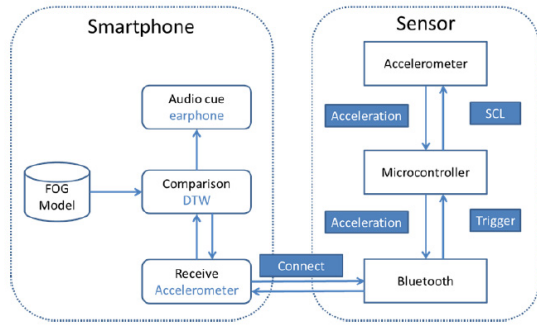 Smartphone
Sensor
Accelerometer
Audio cue
earphone
Acceleration
SCL
FOG
Model
Comparison
DTW
Microcontroller
Acceleration
Trigger
Receive
Accelerometer
Connect
Bluetooth